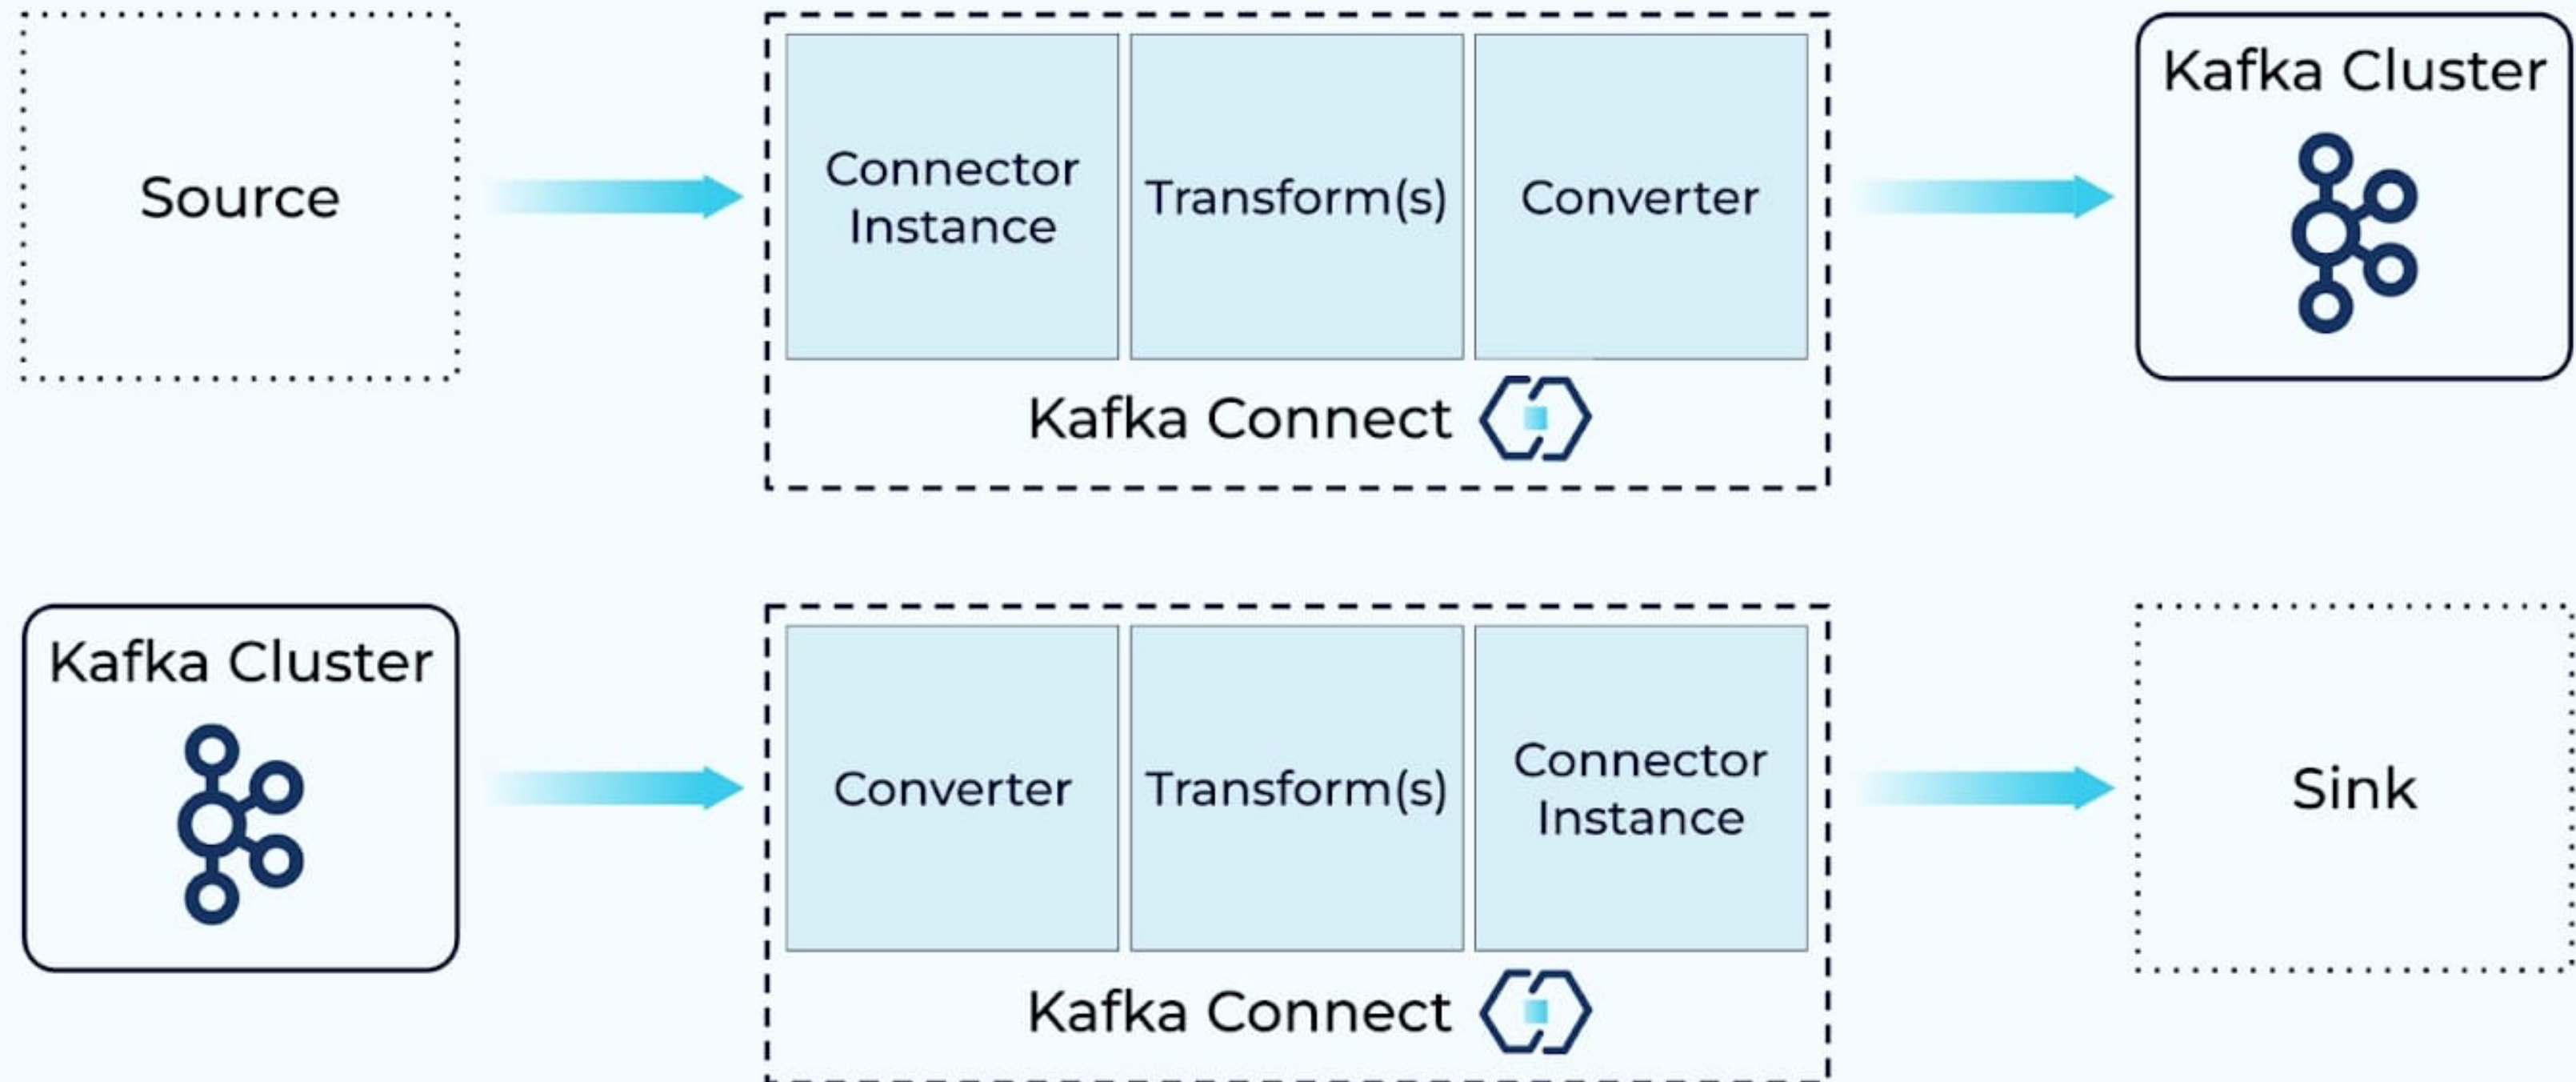 Source
Connector
Instance
Transform(s)
Converter
Kafka Connect
Kafka Cluster
Kafka Cluster
Converter
Transform(s)
Connector
Instance
Kafka Connect
Sink